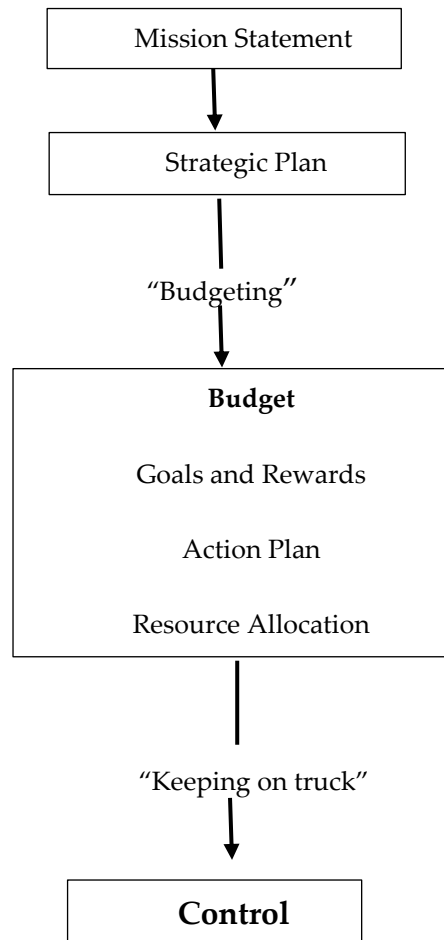 Mission Statement
Strategic Plan
“Budgeting”
Budget
Goals and Rewards
Action Plan
Resource Allocation
“Keeping on truck”
Control